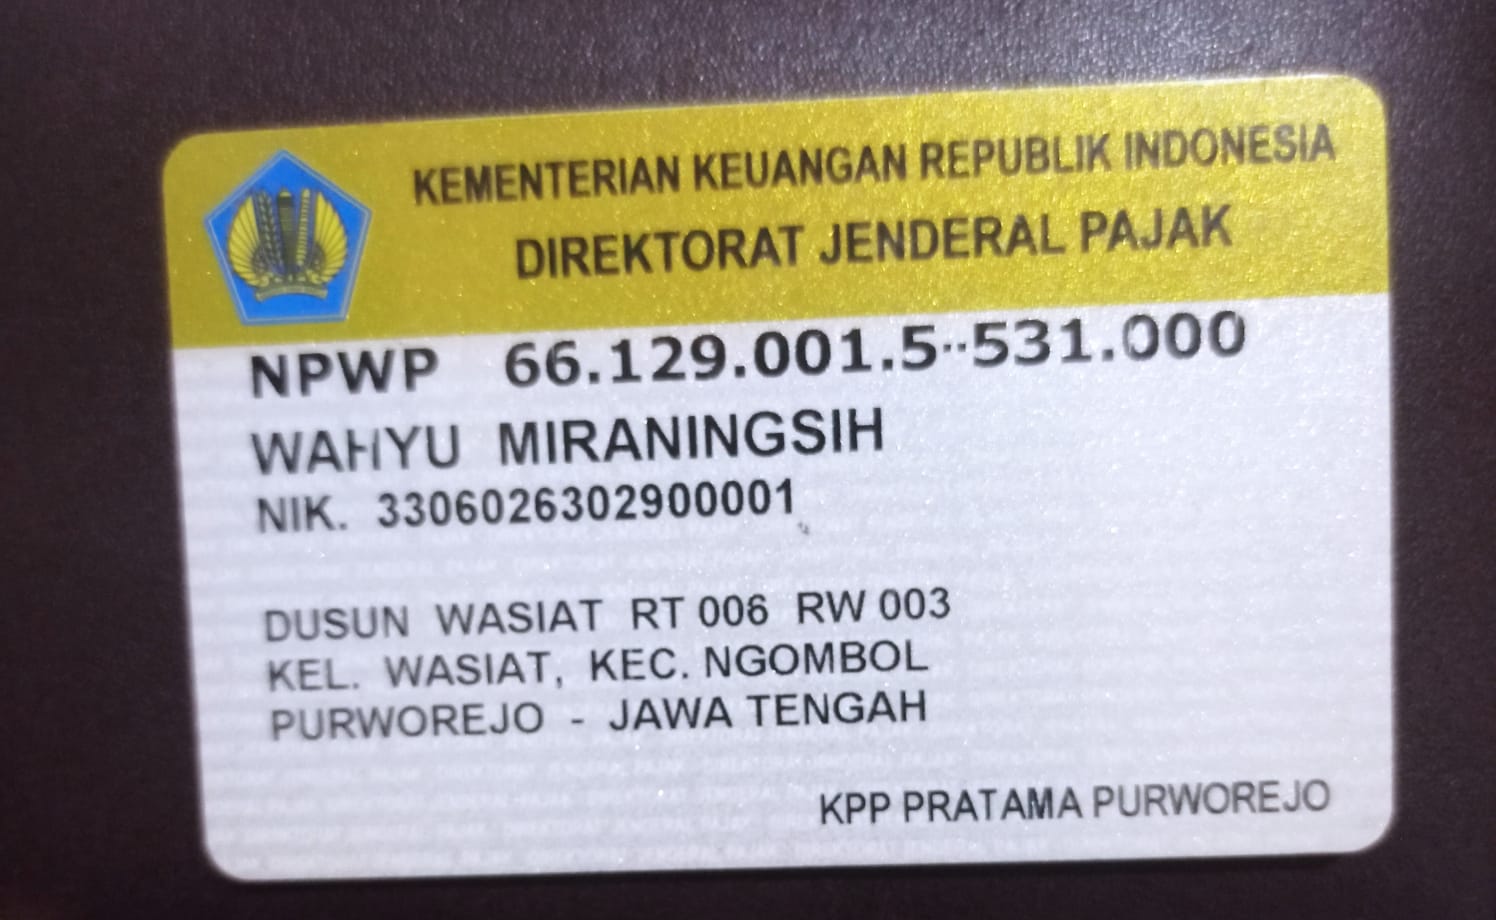 KEMENTERIAN KEUANGAN REPUBLIK INDONESIA
DIREKTORAT JENDERAL PAJAK
NPWP 66.129.001.5-531.000
WAHYU MIRANINGSIH
NIK. 3306026302900001
DUSUN WASIAT RT 006 RW 003
KEL. WASIAT, KEC. NGOMBOL
PURWOREJO - JAWA TENGAH
KPP PRATAMA PURWOREJO